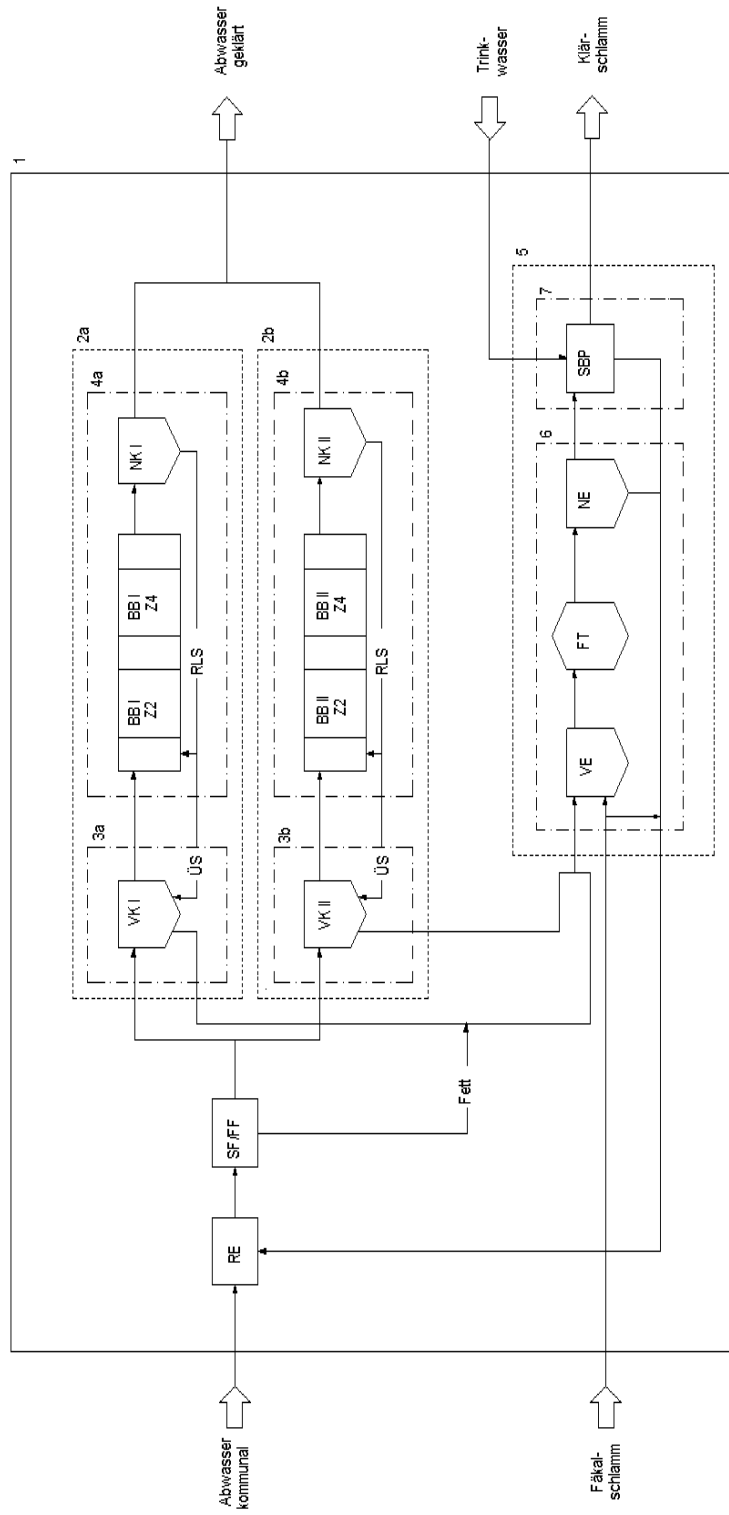 1
Abwasser
kommunal
RE
SF/FF
Fett
2a
3a
VK I
ÜS
4a
BB I
Z2
BB I
Z4
RLS
NK I
Abwasser
geklärt
2b
3b
VK II
ÜS
4b
BB II
Z2
BB II
Z4
RLS
NK II
Trink-
wasser
5
6
VE
FT
NE
7
SBP
Klär-
schlamm
Fäkal-
schlamm